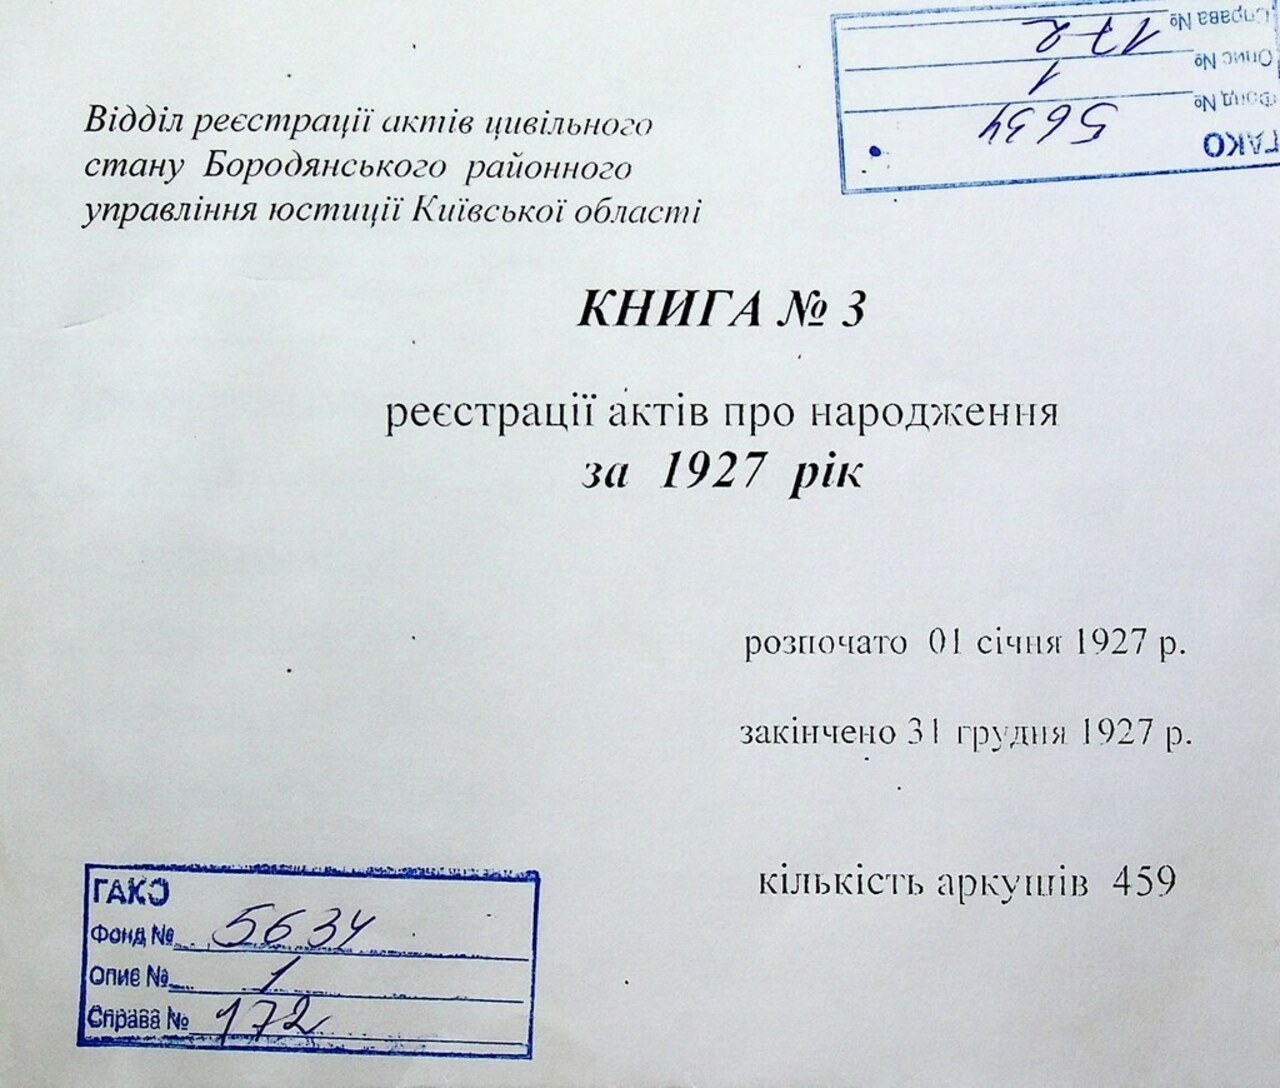 Відділ реєстрації актів цивільного
стану Бородянського районного
управління юстиції Київської області
ГАКО
Фонд № 5634
Опис № 1
Справа № 172
КНИГА № 3
реєстрації актів про народження
за 1927 рік
розпочато 01 січня 1927 р.
закінчено 31 грудня 1927 р.
кількість аркушів 459
ГАКО
Фонд № 5634
Опис № 1
Справа № 172